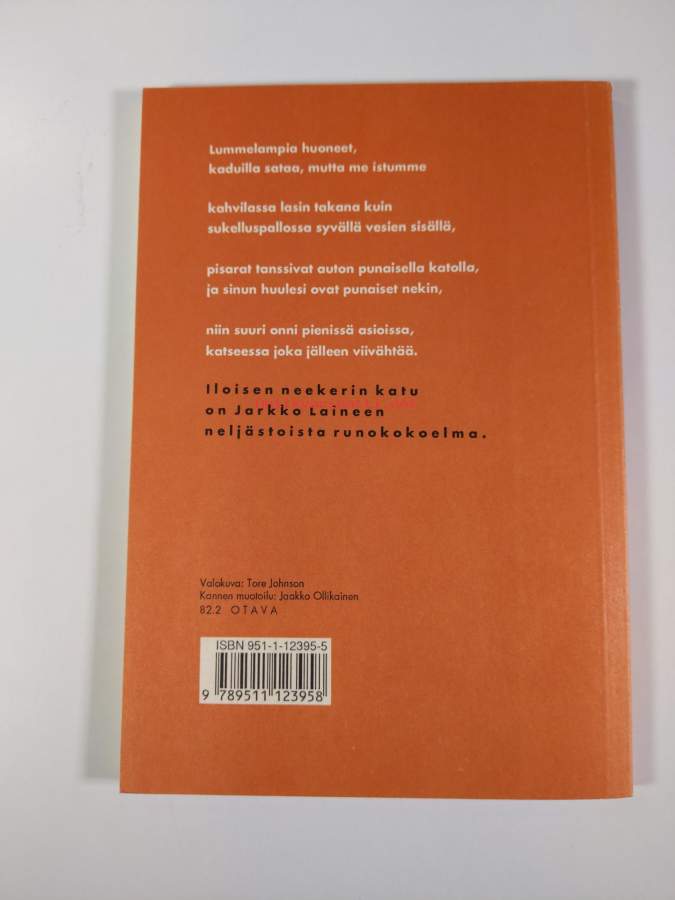 Lummelampia huoneet,
kaduilla sataa, mutta me istumme
kahvilassa lasin takana kuin
sukelluspallossa syvällä vesien sisällä,
pisarat tanssivat auton punaisella katolla,
ja sinun huulesi ovat punaiset nekin,
niin suuri onni pienissä asioissa,
katseessa joka jälleen viivähtää.
Iloisen neekerin katu
on Jarkko Laineen
neljästoista runokokoelma.
Valokuva: Tore Johnson
Kannen muotoilu: Jaakko Ollikainen
82.2 OTAVA
ISBN 951-1-12395-5
9 789511 123958